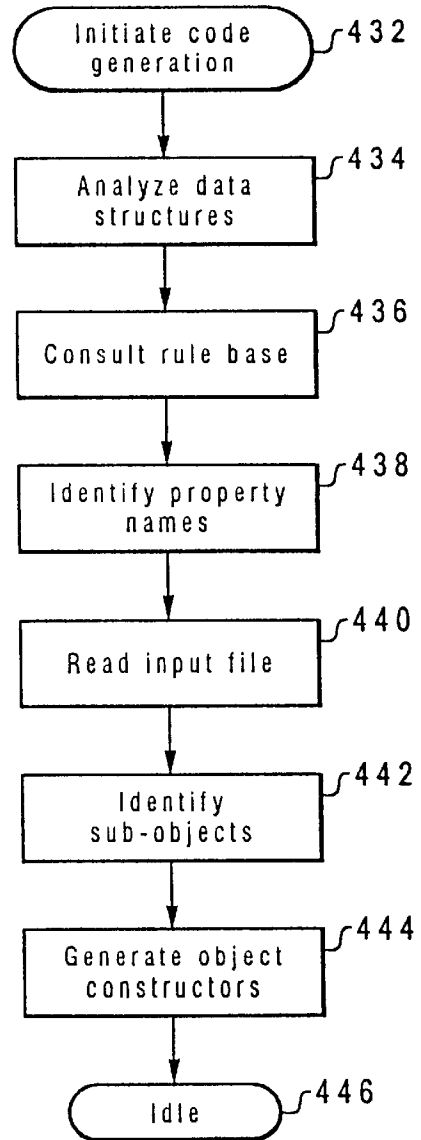 Initiate code
generation
432
Analyze data
structures
434
Consult rule base
436
Identify property
names
438
Read input file
440
Identify
sub-objects
442
Generate object
constructors
444
Idle
446